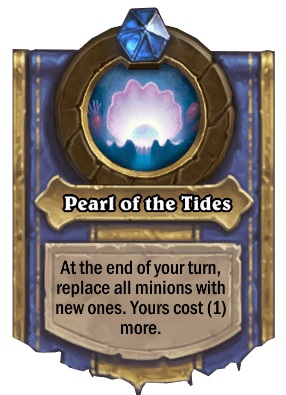 Pearl of the Tides
At the end of your turn,
replace all minions with
new ones. Yours cost (1)
more.